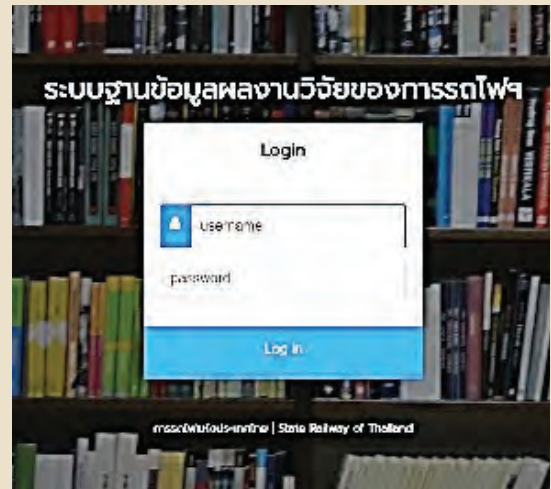 ระบบฐานข้อมูลผลงานวิจัยของการรถไฟฯ
Login
username
password
Log in
การรถไฟแห่งประเทศไทย | State Railway of Thailand